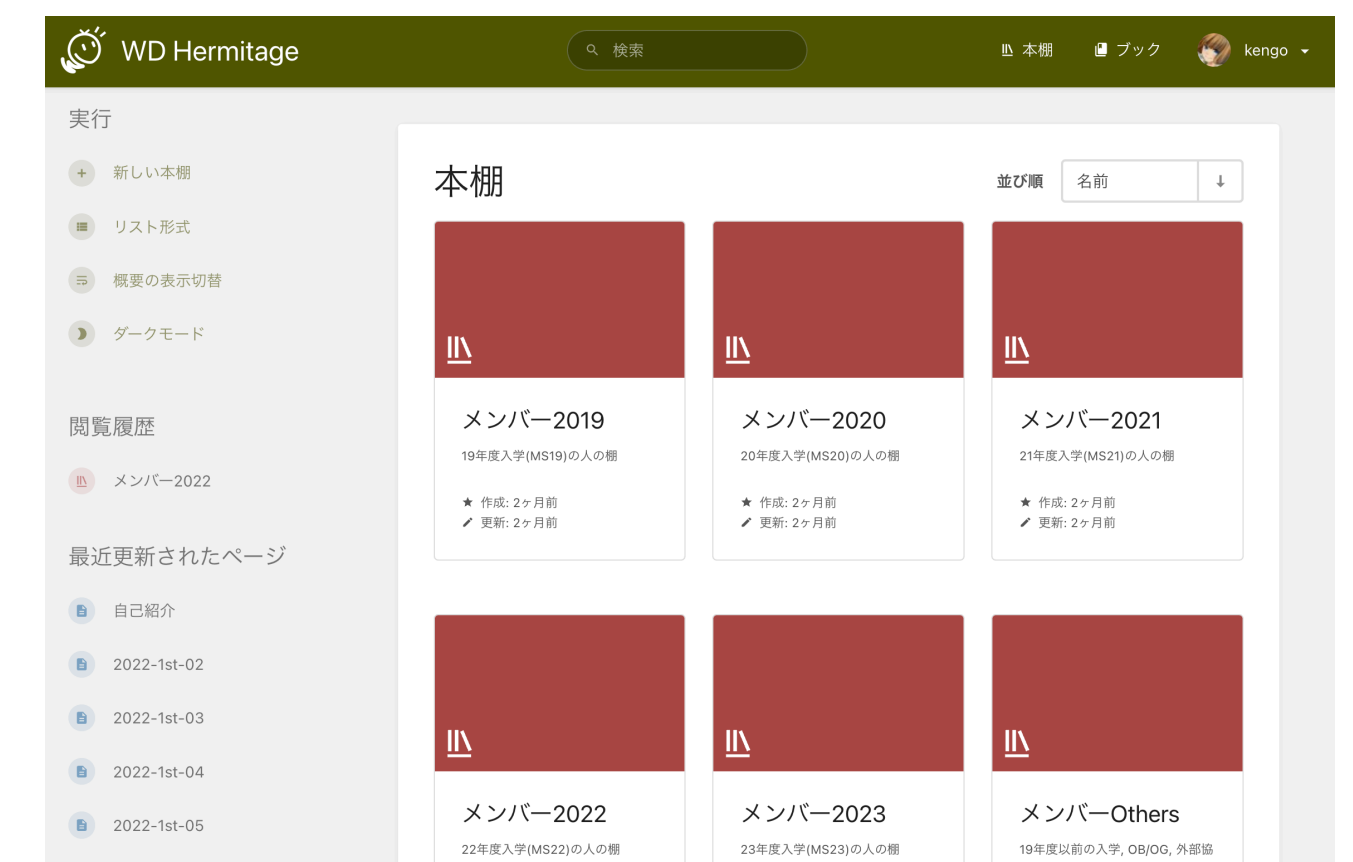 WD Hermitage
検索
本棚
ブック
kengo
実行
新しい本棚
リスト形式
概要の表示切替
ダークモード
閲覧履歴
メンバー2022
最近更新されたページ
自己紹介
2022-1st-02
2022-1st-03
2022-1st-04
2022-1st-05
本棚
並び順
名前
メンバー2019
19年度入学(MS19)の人の棚
作成: 2ヶ月前
更新: 2ヶ月前
メンバー2020
20年度入学(MS20)の人の棚
作成: 2ヶ月前
更新: 2ヶ月前
メンバー2021
21年度入学(MS21)の人の棚
作成: 2ヶ月前
更新: 2ヶ月前
メンバー2022
22年度入学(MS22)の人の棚
メンバー2023
23年度入学(MS23)の人の棚
メンバーOthers
19年度以前の入学, OB/OG, 外部協